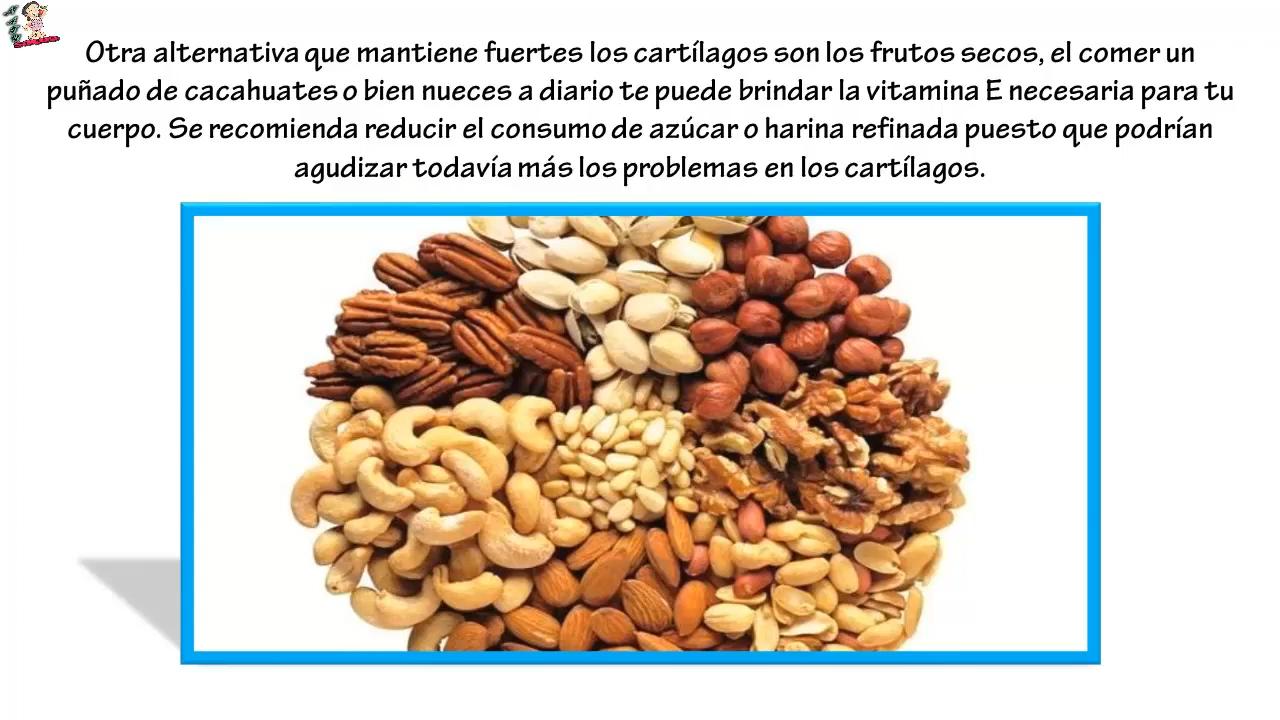 Otra alternativa que mantiene fuertes los cartílagos son los frutos secos, el comer un
puñado de cacahuates o bien nueces a diario te puede brindar la vitamina E necesaria para tu
cuerpo. Se recomienda reducir el consumo de azúcar o harina refinada puesto que podrían
agudizar todavía más los problemas en los cartílagos.